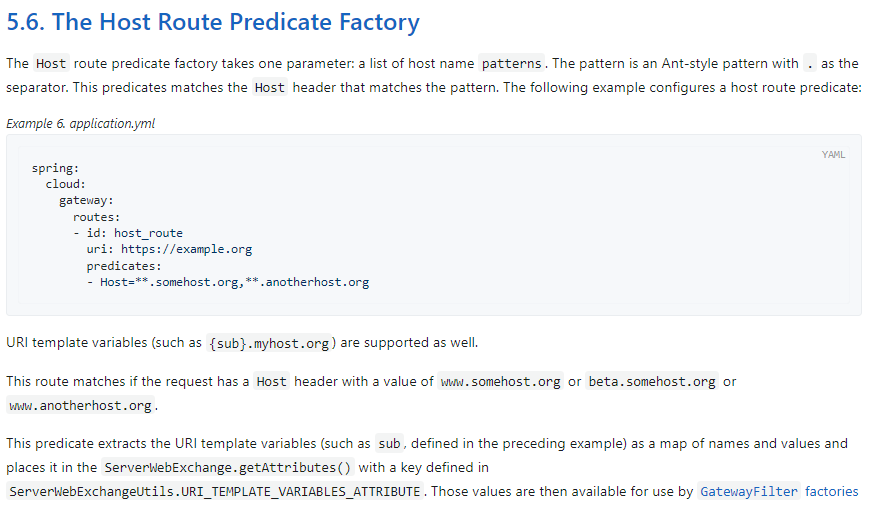 5.6. The Host Route Predicate Factory
The Host route predicate factory takes one parameter: a list of host name patterns. The pattern is an Ant-style pattern with . as the
separator. This predicates matches the Host header that matches the pattern. The following example configures a host route predicate:
Example 6. application.yml
YAML
spring:
  cloud:
    gateway:
      routes:
      - id: host_route
        uri: https://example.org
        predicates:
        - Host=**.somehost.org,**.anotherhost.org
URI template variables (such as {sub}.myhost.org) are supported as well.
This route matches if the request has a Host header with a value of www.somehost.org or beta.somehost.org or
www.anotherhost.org.
This predicate extracts the URI template variables (such as sub, defined in the preceding example) as a map of names and values and
places it in the ServerWebExchange.getAttributes() with a key defined in
ServerWebExchangeUtils.URI_TEMPLATE_VARIABLES_ATTRIBUTE. Those values are then available for use by GatewayFilter factories